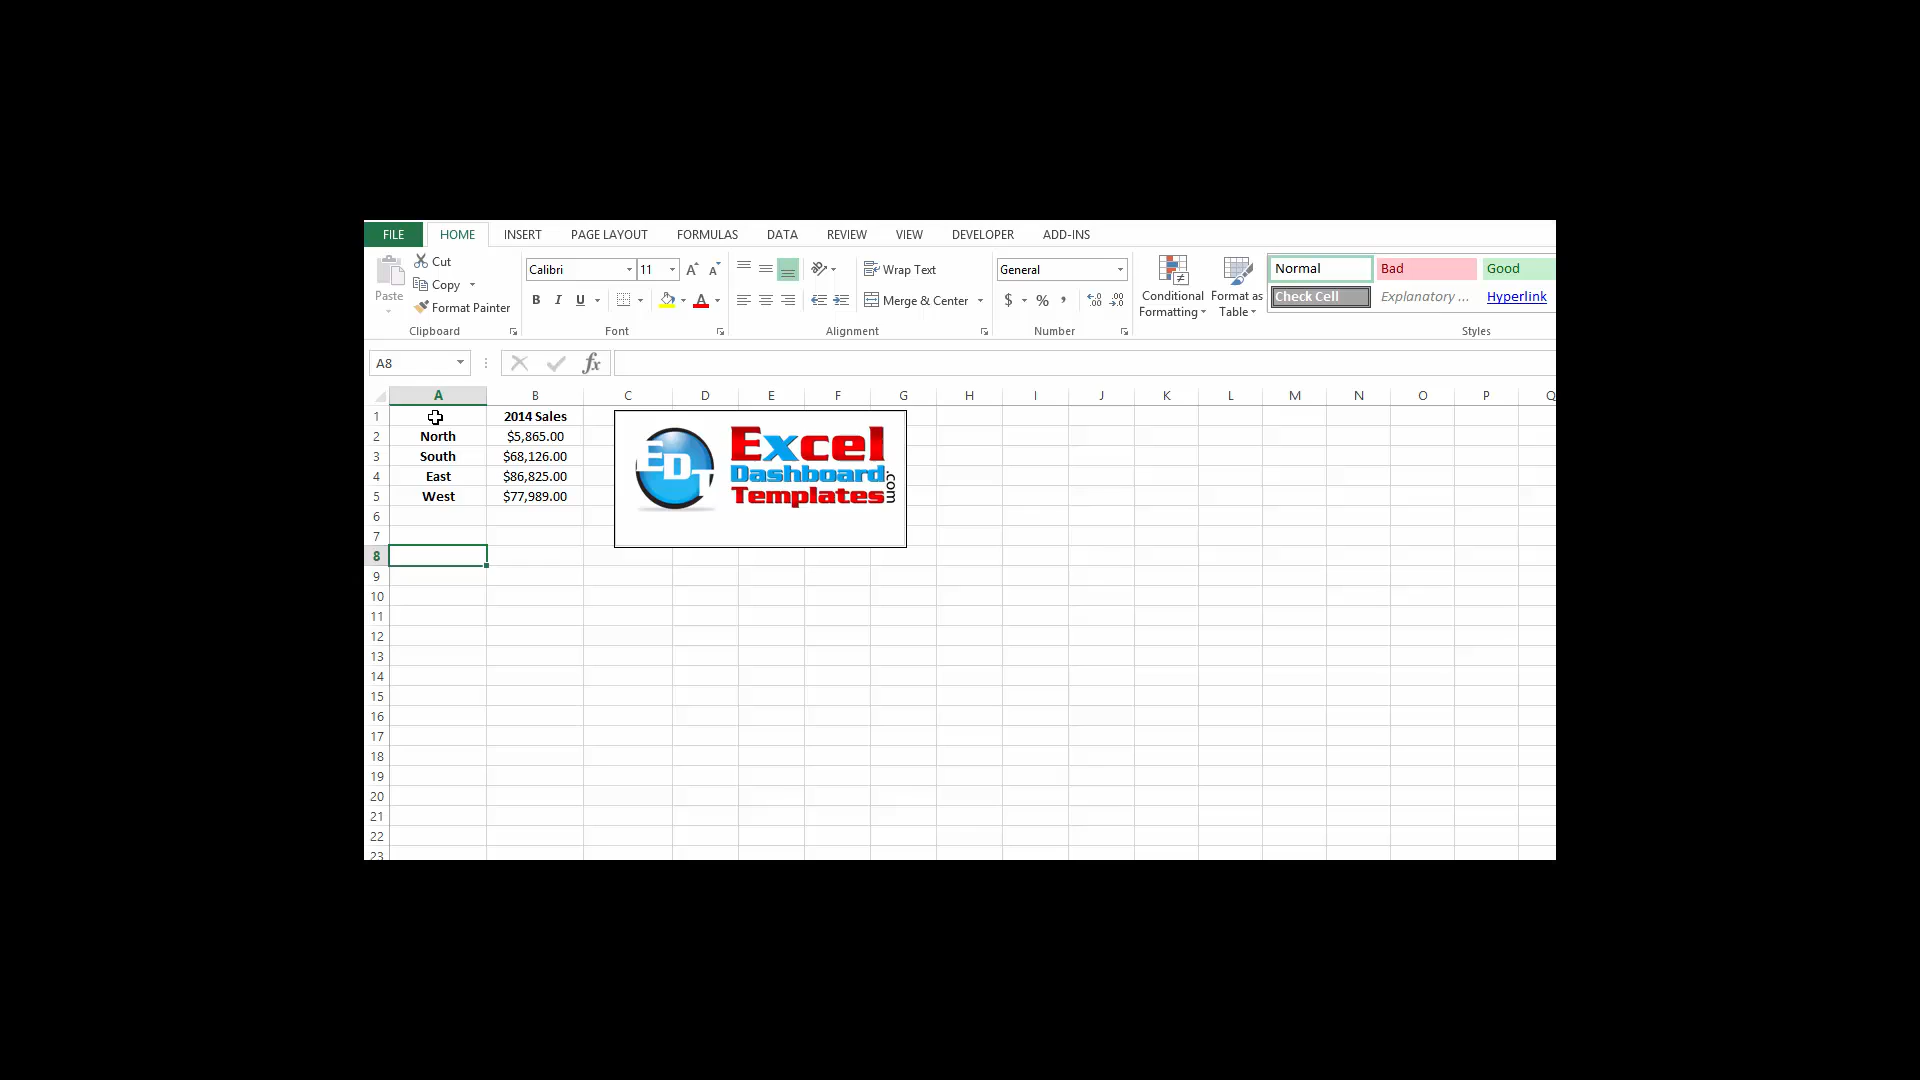 FILE HOME INSERT PAGE LAYOUT FORMULAS DATA REVIEW VIEW DEVELOPER ADD-INS
Paste
Cut
Copy
Format Painter
Clipboard
Calibri 11
B I U A
Font
Wrap Text
Merge & Center
Alignment
General
$ % ,
Number
Conditional Formatting
Format as Table
Normal Bad Good
Check Cell Explanatory ... Hyperlink
Styles
A8 fx
A B C D E F G H I J K L M N O P Q
1 2014 Sales
2 North $5,865.00
3 South $68,126.00
4 East $86,825.00
5 West $77,989.00
6
7
8
9
10
11
12
13
14
15
16
17
18
19
20
21
22
23
EDT
Excel
Dashboard
Templates
.com